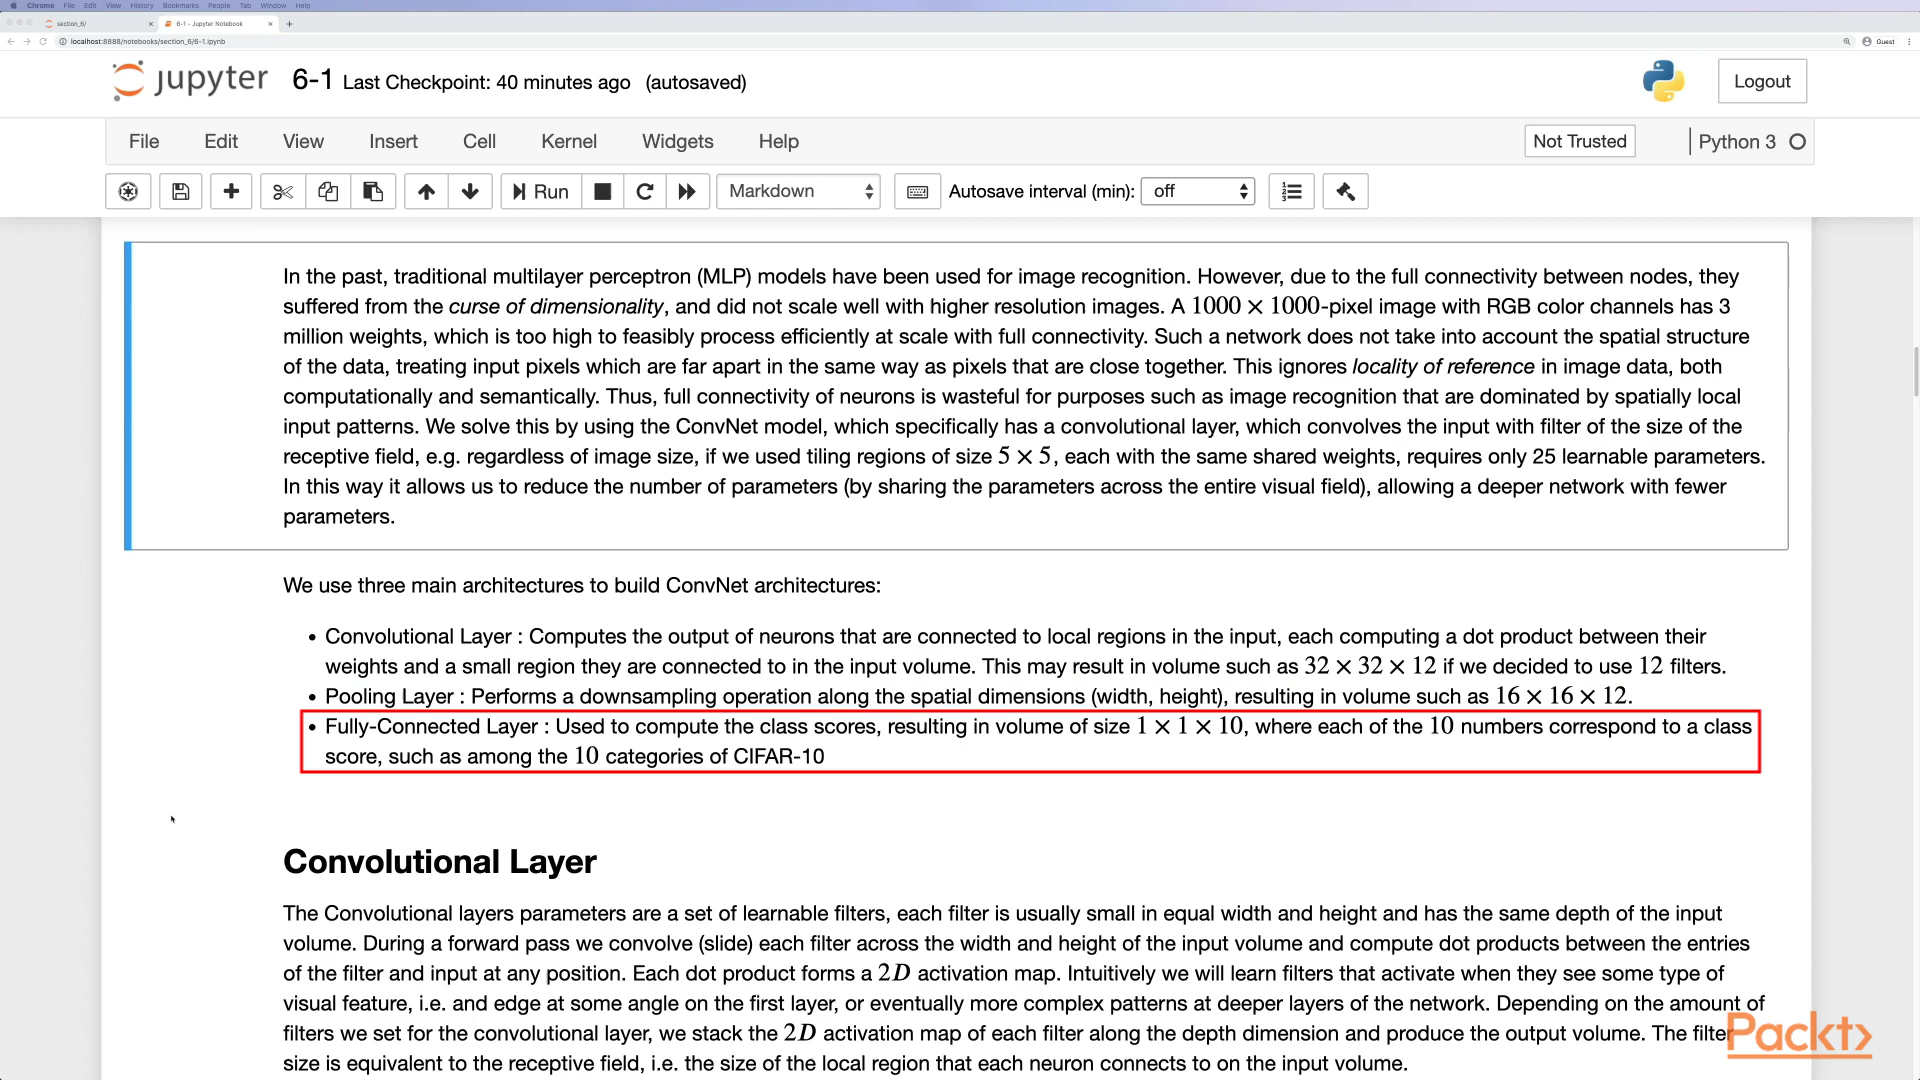 Chrome File Edit View History Bookmarks People Tab Window Help
section_6/ × 6-1 - Jupyter Notebook × +
localhost:8888/notebooks/section_6/6-1.ipynb Guest
jupyter 6-1 Last Checkpoint: 40 minutes ago (autosaved) Logout
File Edit View Insert Cell Kernel Widgets Help Not Trusted Python 3
Run Markdown Autosave interval (min): off
In the past, traditional multilayer perceptron (MLP) models have been used for image recognition. However, due to the full connectivity between nodes, they
suffered from the curse of dimensionality, and did not scale well with higher resolution images. A 1000 × 1000-pixel image with RGB color channels has 3
million weights, which is too high to feasibly process efficiently at scale with full connectivity. Such a network does not take into account the spatial structure
of the data, treating input pixels which are far apart in the same way as pixels that are close together. This ignores locality of reference in image data, both
computationally and semantically. Thus, full connectivity of neurons is wasteful for purposes such as image recognition that are dominated by spatially local
input patterns. We solve this by using the ConvNet model, which specifically has a convolutional layer, which convolves the input with filter of the size of the
receptive field, e.g. regardless of image size, if we used tiling regions of size 5 × 5, each with the same shared weights, requires only 25 learnable parameters.
In this way it allows us to reduce the number of parameters (by sharing the parameters across the entire visual field), allowing a deeper network with fewer
parameters.
We use three main architectures to build ConvNet architectures:
• Convolutional Layer : Computes the output of neurons that are connected to local regions in the input, each computing a dot product between their
weights and a small region they are connected to in the input volume. This may result in volume such as 32 × 32 × 12 if we decided to use 12 filters.
• Pooling Layer : Performs a downsampling operation along the spatial dimensions (width, height), resulting in volume such as 16 × 16 × 12.
• Fully-Connected Layer : Used to compute the class scores, resulting in volume of size 1 × 1 × 10, where each of the 10 numbers correspond to a class
score, such as among the 10 categories of CIFAR-10
Convolutional Layer
The Convolutional layers parameters are a set of learnable filters, each filter is usually small in equal width and height and has the same depth of the input
volume. During a forward pass we convolve (slide) each filter across the width and height of the input volume and compute dot products between the entries
of the filter and input at any position. Each dot product forms a 2D activation map. Intuitively we will learn filters that activate when they see some type of
visual feature, i.e. and edge at some angle on the first layer, or eventually more complex patterns at deeper layers of the network. Depending on the amount of
filters we set for the convolutional layer, we stack the 2D activation map of each filter along the depth dimension and produce the output volume. The filter
size is equivalent to the receptive field, i.e. the size of the local region that each neuron connects to on the input volume.
Packt>